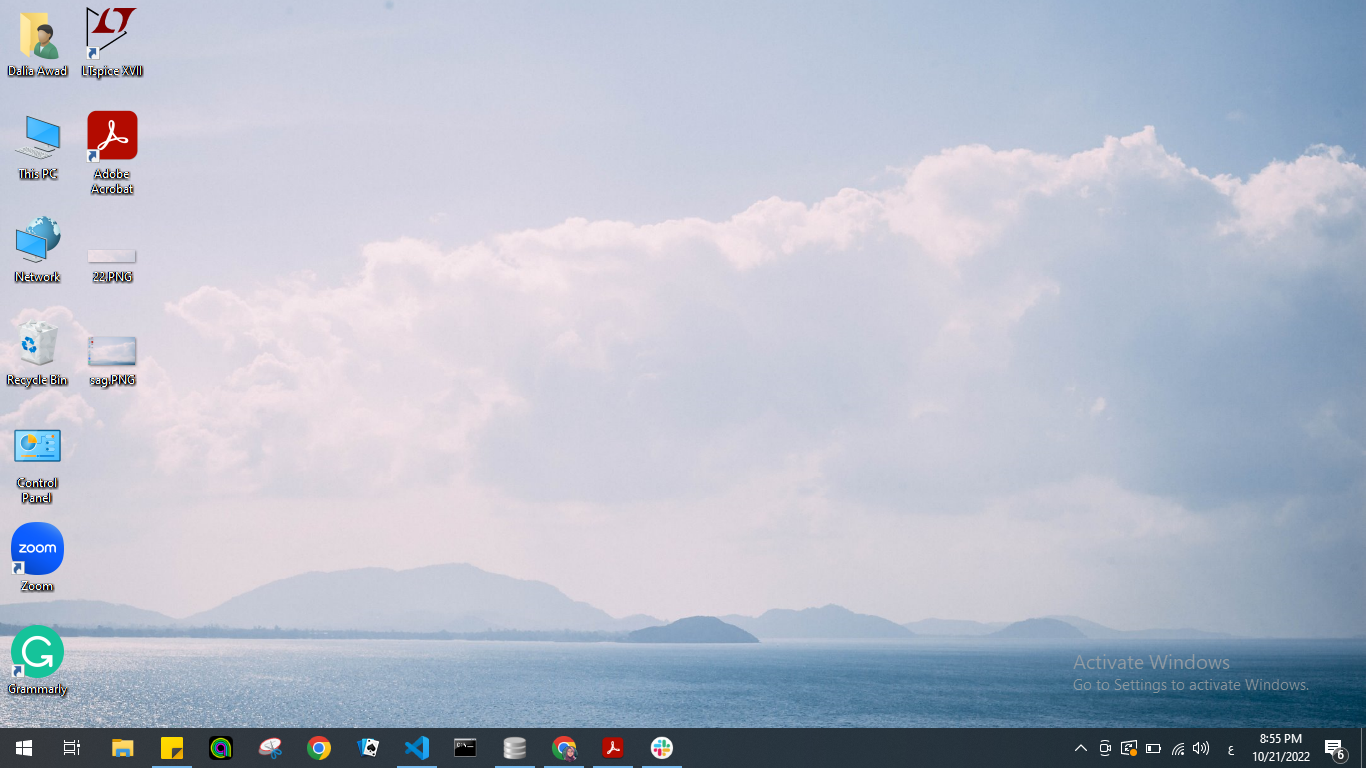 Dalia Awad
LTspice XVII
This PC
Adobe
Acrobat
Network
22.PNG
Recycle Bin
sag.PNG
Control
Panel
zoom
Zoom
Grammarly
Activate Windows
Go to Settings to activate Windows.
ع
8:55 PM
10/21/2022
6